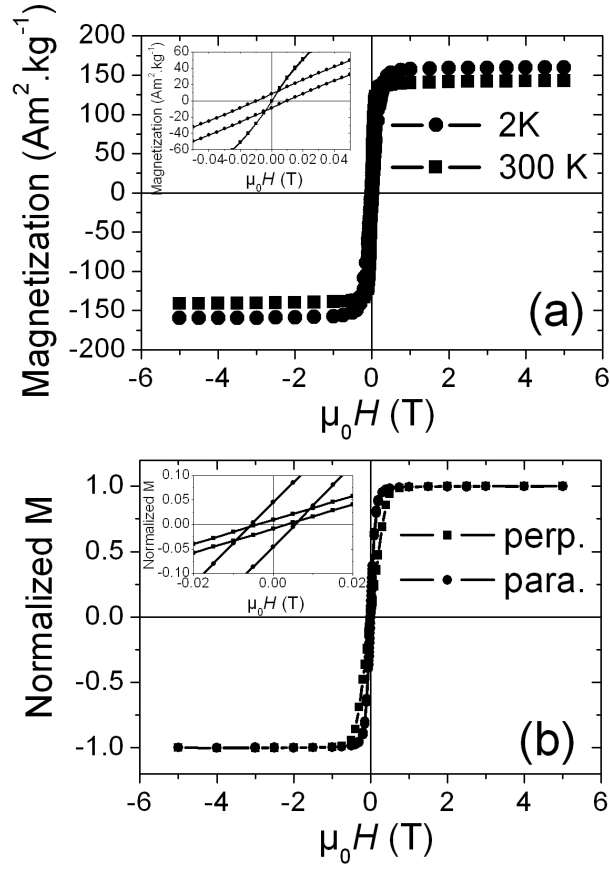 (a)
Magnetization (Am².kg⁻¹)
200
150
100
50
0
-50
-100
-150
-200
-6 -4 -2 0 2 4 6
μ₀H (T)
2K
300 K
Magnetization (Am².kg⁻¹)
60
40
20
0
-20
-40
-60
-0.04 -0.02 0.00 0.02 0.04
μ₀H (T)
(b)
Normalized M
1.0
0.5
0.0
-0.5
-1.0
-6 -4 -2 0 2 4 6
μ₀H (T)
perp.
para.
Normalized M
0.10
0.05
0.00
-0.05
-0.10
-0.02 0.00 0.02
μ₀H (T)